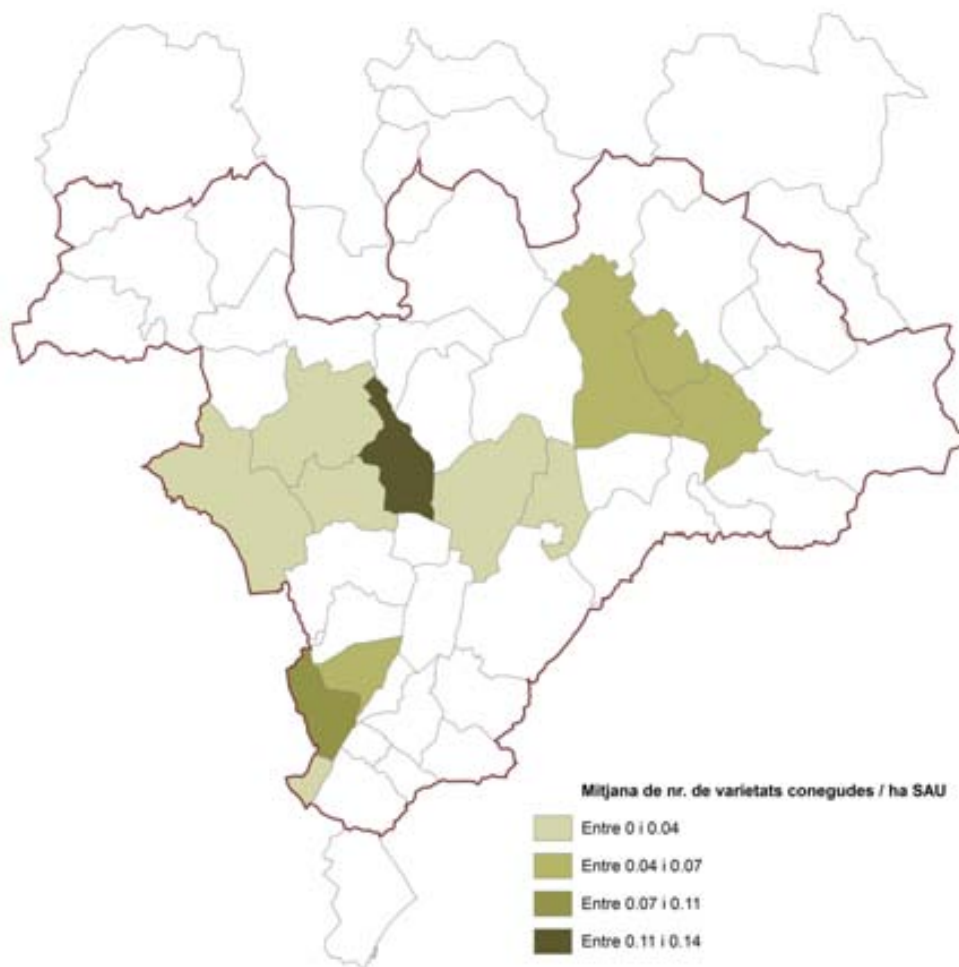 Mitjana de nr. de varietats conegudes / ha SAU
Entre 0 i 0.04
Entre 0.04 i 0.07
Entre 0.07 i 0.11
Entre 0.11 i 0.14